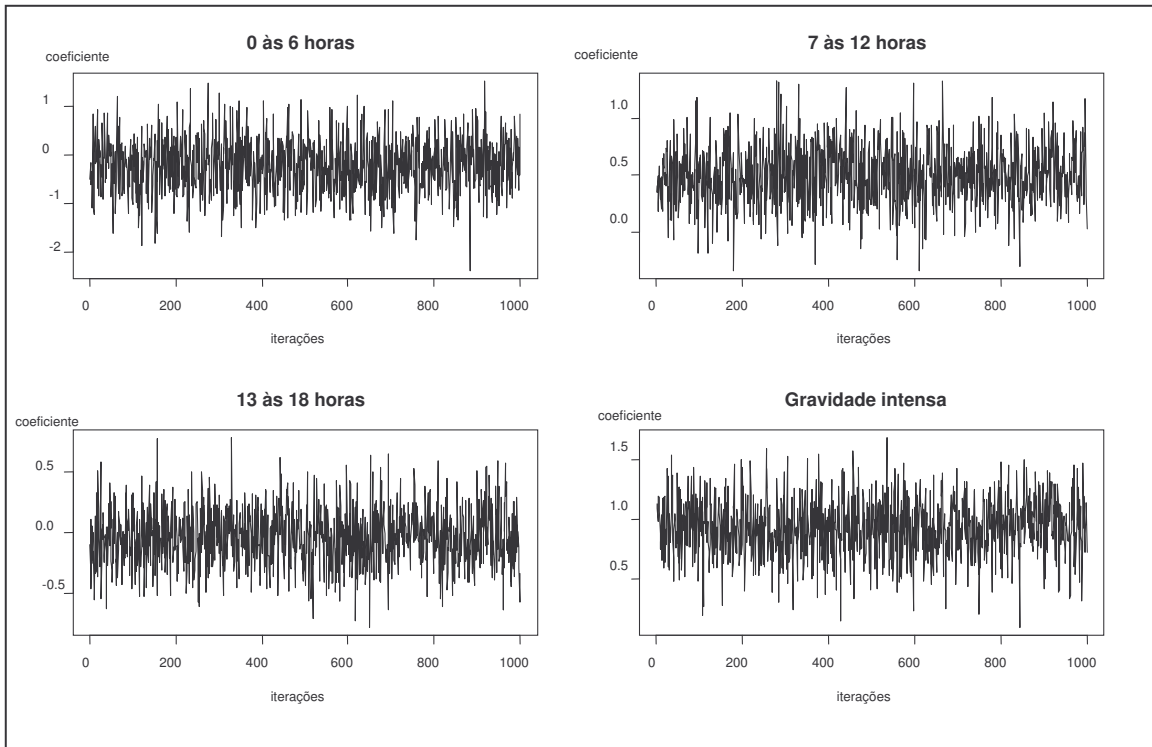 0 às 6 horas
coeficiente
1
0
-1
-2
0 200 400 600 800 1000
iterações
7 às 12 horas
coeficiente
1.0
0.5
0.0
0 200 400 600 800 1000
iterações
13 às 18 horas
coeficiente
0.5
0.0
-0.5
0 200 400 600 800 1000
iterações
Gravidade intensa
coeficiente
1.5
1.0
0.5
0 200 400 600 800 1000
iterações